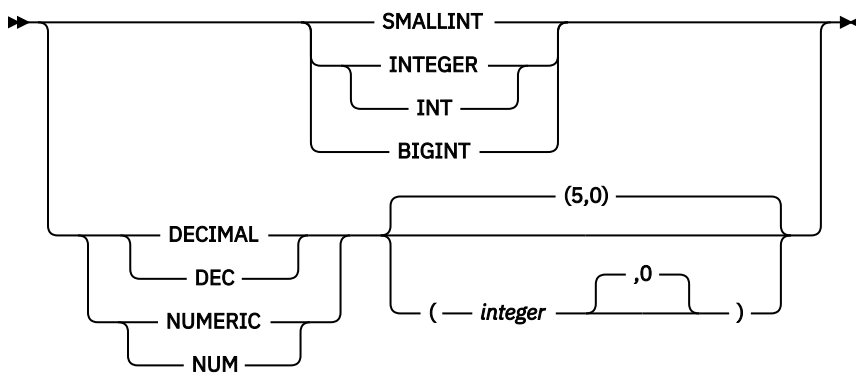 SMALLINT
INTEGER
INT
BIGINT
(5,0)
DECIMAL
DEC
,0
NUMERIC
( integer )
NUM